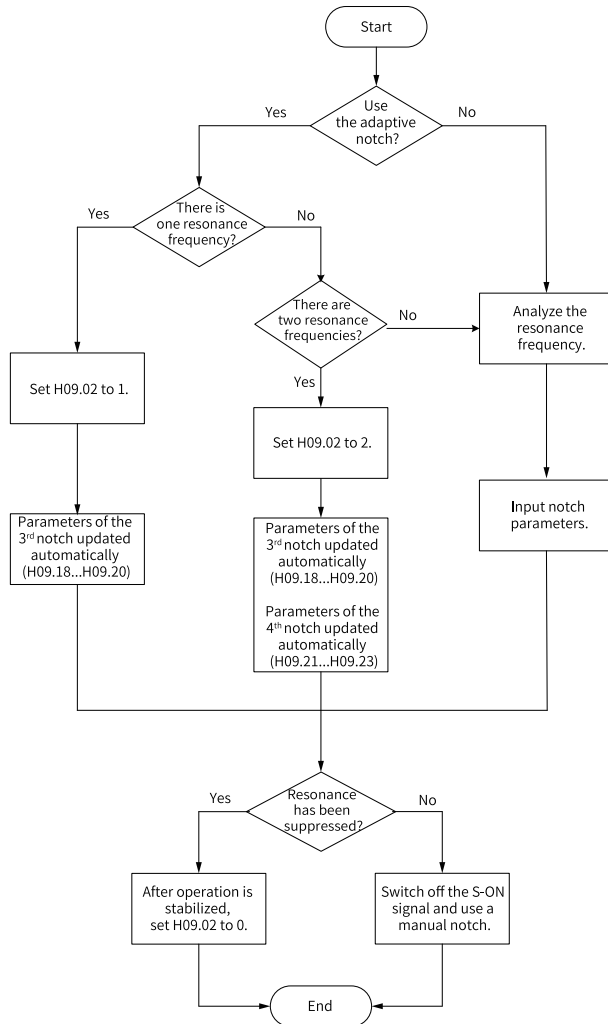 Start
Use
the adaptive
notch?
Yes
No
There is
one resonance
frequency?
Yes
No
There are
two resonance
frequencies?
No
Yes
Analyze the
resonance
frequency.
Set H09.02 to 1.
Set H09.02 to 2.
Input notch
parameters.
Parameters of the
3rd notch updated
automatically
(H09.18...H09.20)
Parameters of the
3rd notch updated
automatically
(H09.18...H09.20)
Parameters of the
4th notch updated
automatically
(H09.21...H09.23)
Resonance
has been
suppressed?
Yes
No
After operation is
stabilized,
set H09.02 to 0.
Switch off the S-ON
signal and use a
manual notch.
End